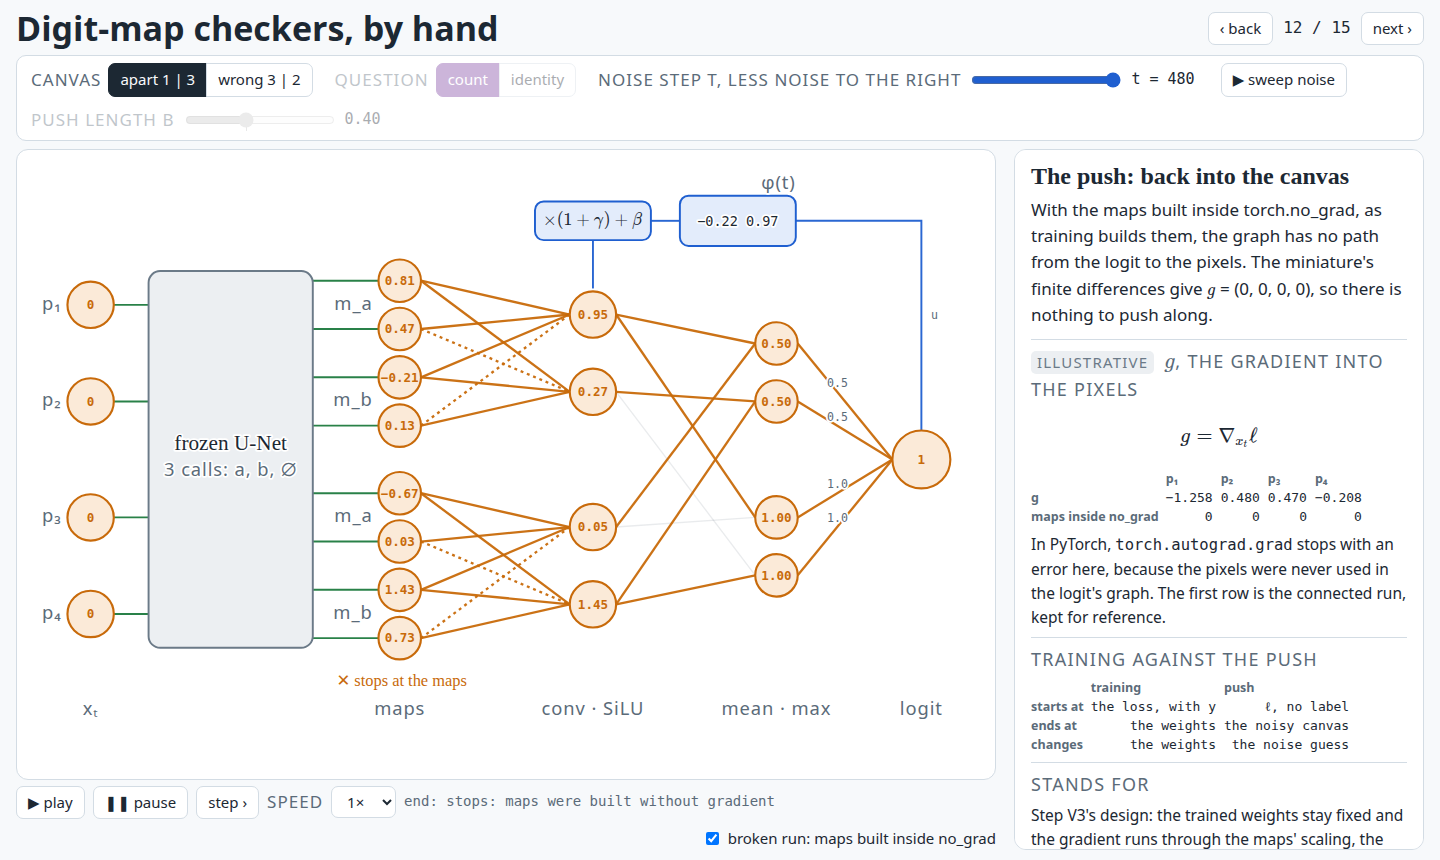 Digit-map checkers, by hand
‹ back 12 / 15 next ›
CANVAS apart 1 | 3 wrong 3 | 2 QUESTION count identity NOISE STEP T, LESS NOISE TO THE RIGHT t = 480 ▶ sweep noise
PUSH LENGTH B 0.40
φ(t)
×(1 + γ) + β −0.22 0.97
p₁ 0
p₂ 0
p₃ 0
p₄ 0
frozen U-Net
3 calls: a, b, ∅
0.81
m_a
0.47
−0.21
m_b
0.13
−0.67
m_a
0.03
1.43
m_b
0.73
0.95
0.27
0.05
1.45
0.50
0.50
1.00
1.00
0.5
0.5
1.0
1.0
u
1
✕ stops at the maps
xₜ maps conv · SiLU mean · max logit
▶ play ❚❚ pause step › SPEED 1× end: stops: maps were built without gradient
broken run: maps built inside no_grad
The push: back into the canvas
With the maps built inside torch.no_grad, as
training builds them, the graph has no path
from the logit to the pixels. The miniature's
finite differences give g = (0, 0, 0, 0), so there is
nothing to push along.
ILLUSTRATIVE g, THE GRADIENT INTO
THE PIXELS
g = ∇ₓₜℓ
p₁ p₂ p₃ p₄
g −1.258 0.480 0.470 −0.208
maps inside no_grad 0 0 0 0
In PyTorch, torch.autograd.grad stops with an
error here, because the pixels were never used in
the logit's graph. The first row is the connected run,
kept for reference.
TRAINING AGAINST THE PUSH
training push
starts at the loss, with y ℓ, no label
ends at the weights the noisy canvas
changes the weights the noise guess
STANDS FOR
Step V3's design: the trained weights stay fixed and
the gradient runs through the maps' scaling, the